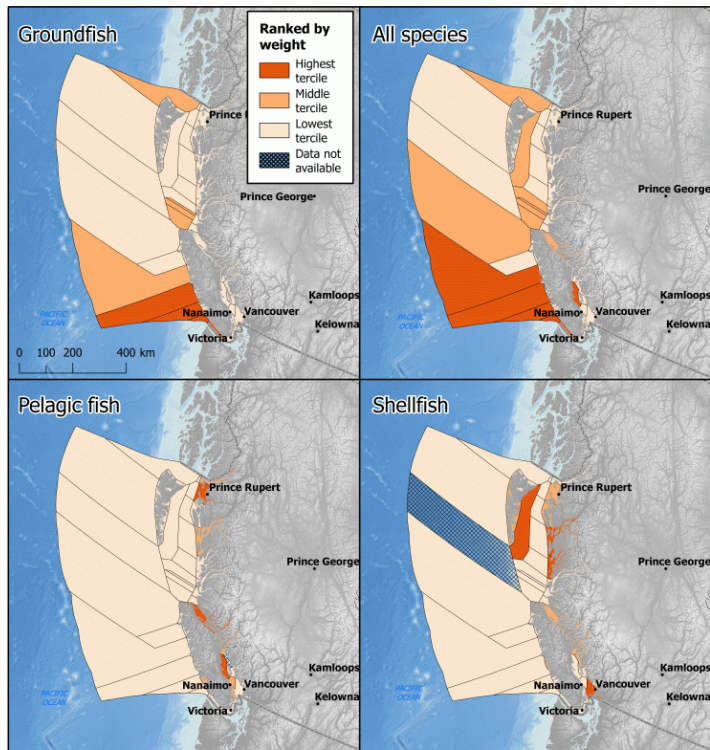 Groundfish
Ranked by
weight
Highest
tercile
Middle
tercile
Lowest
tercile
Data not
available
Prince
Prince George
Nanaimo
Vancouver
Victoria
Kamloops
Kelowna
PACIFIC
OCEAN
0 100 200 400 km
All species
Prince Rupert
Prince George
Kamloops
Nanaimo
Vancouver
Kelowna
Victoria
PACIFIC
OCEAN
Pelagic fish
Prince Rupert
Prince George
Kamloops
Nanaimo
Vancouver
Kelowna
Victoria
PACIFIC
OCEAN
Shellfish
Prince Rupert
Prince George
Kamloops
Nanaimo
Vancouver
Kelowna
Victoria
PACIFIC
OCEAN